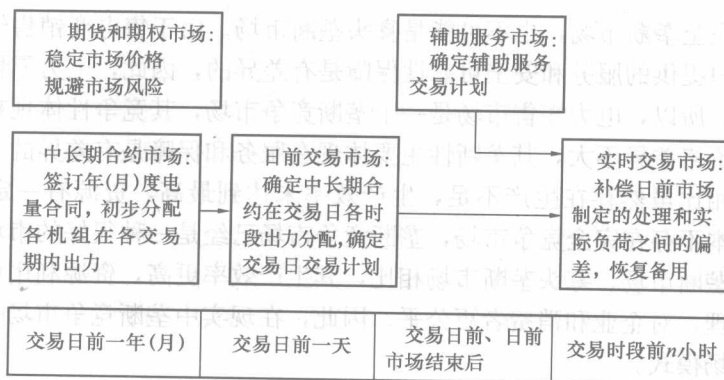 期货和期权市场:
稳定市场价格
规避市场风险
辅助服务市场:
确定辅助服务
交易计划
中长期合约市场:
签订年(月)度电
量合同,初步分配
各机组在各交易
期内出力
日前交易市场:
确定中长期合
约在交易日各时
段出力分配,确定
交易日交易计划
实时交易市场:
补偿日前市场
制定的处理和实
际负荷之间的偏
差,恢复备用
交易日前一年(月)
交易日前一天
交易日前、日前
市场结束后
交易时段前n小时